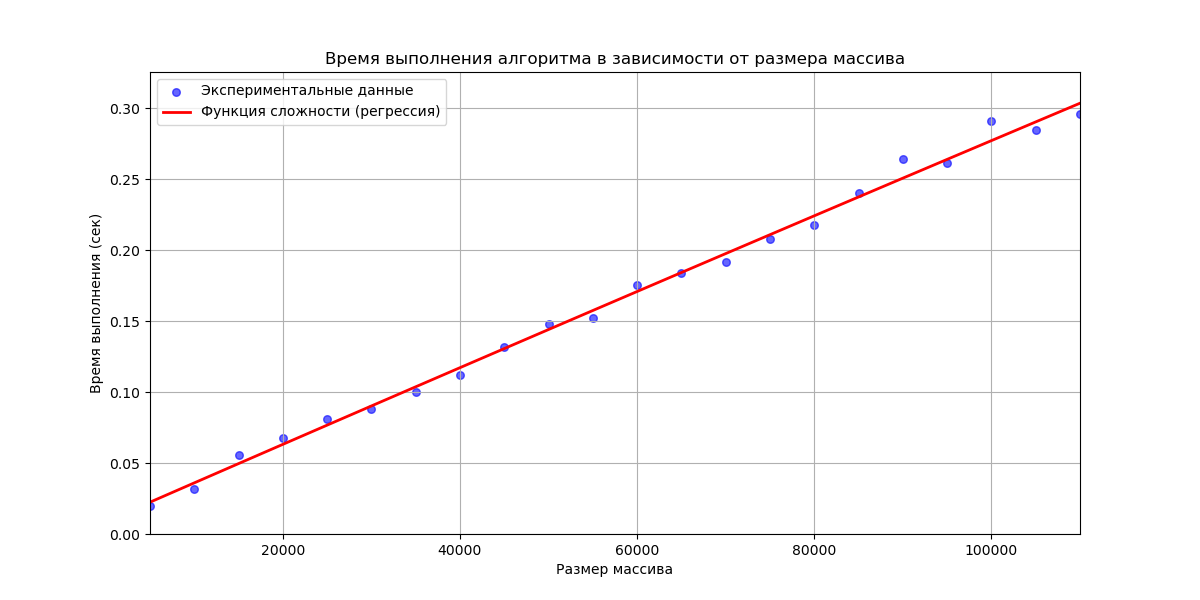 Время выполнения алгоритма в зависимости от размера массива
Экспериментальные данные
Функция сложности (регрессия)
Время выполнения (сек)
0.30
0.25
0.20
0.15
0.10
0.05
0.00
20000 40000 60000 80000 100000
Размер массива